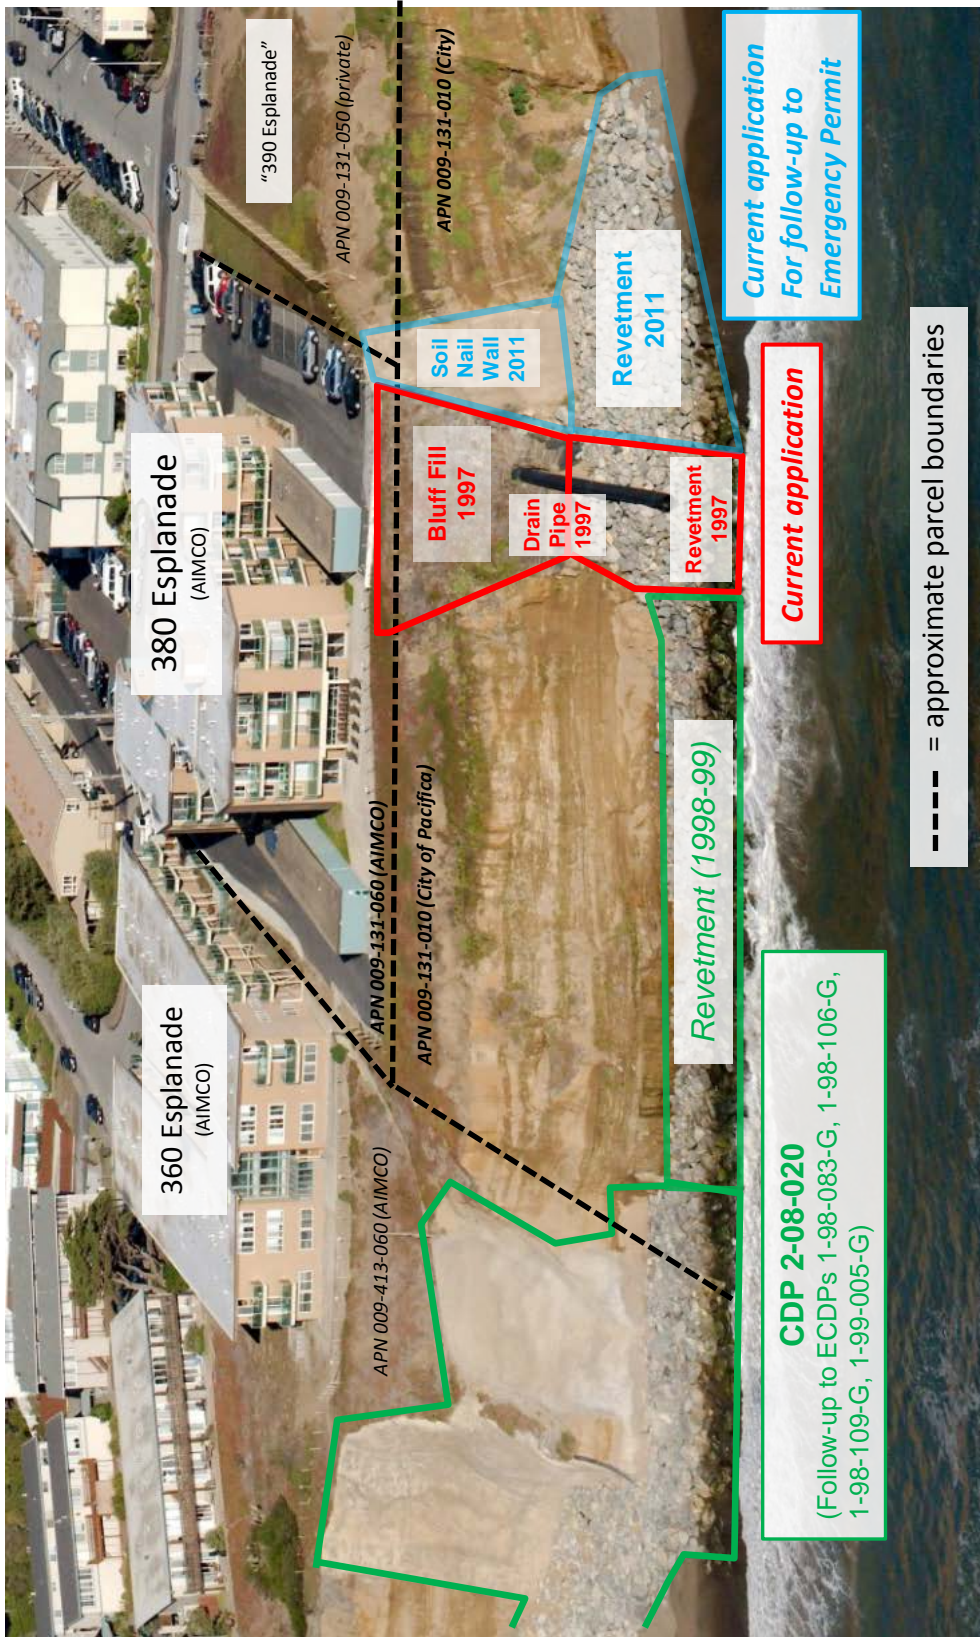 360 Esplanade
(AIMCO)
380 Esplanade
(AIMCO)
“390 Esplanade”
APN 009-413-060 (AIMCO)
APN 009-131-060 (AIMCO)
APN 009-131-010 (City of Pacifica)
APN 009-131-050 (private)
APN 009-131-010 (City)
Bluff Fill
1997
Soil
Nail
Wall
2011
Drain
Pipe
1997
Revetment (1998-99)
Revetment
1997
Revetment
2011
CDP 2-08-020
(Follow-up to ECDPs 1-98-083-G, 1-98-106-G,
1-98-109-G, 1-99-005-G)
Current application
Current application
For follow-up to
Emergency Permit
= approximate parcel boundaries